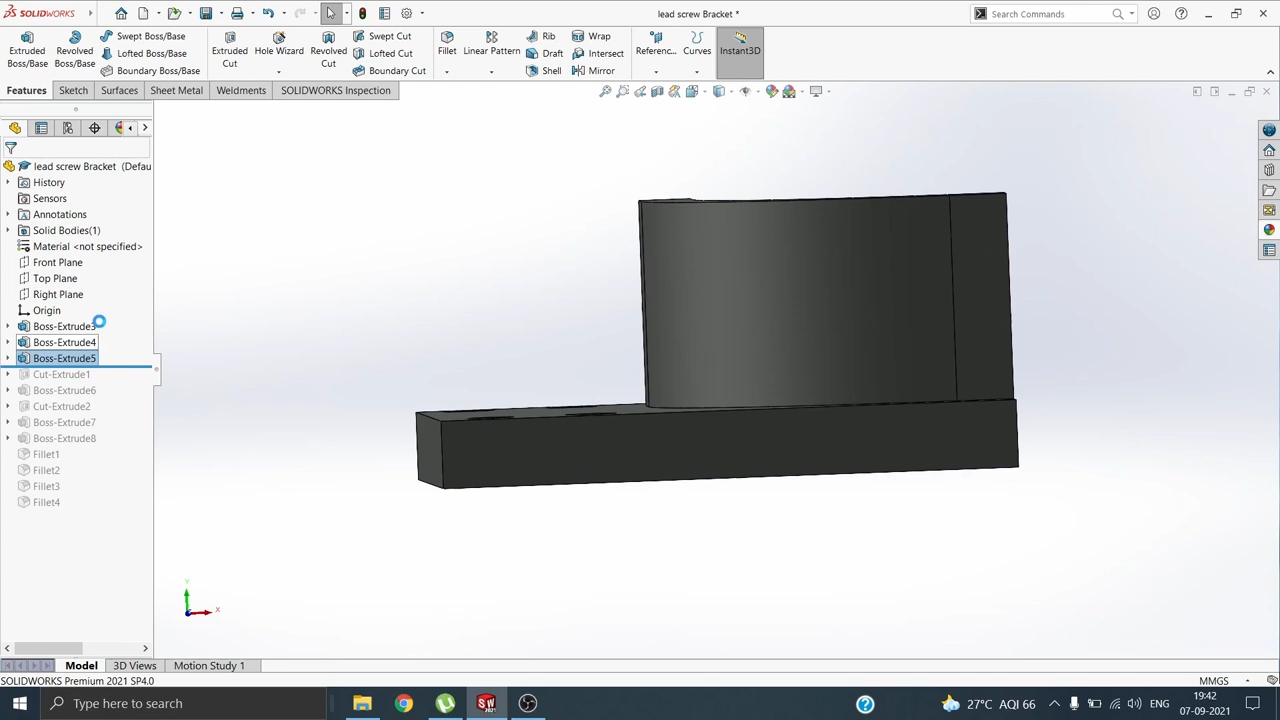 SOLIDWORKS
lead screw Bracket *
Search Commands
Extruded Boss/Base
Revolved Boss/Base
Swept Boss/Base
Lofted Boss/Base
Boundary Boss/Base
Extruded Cut
Hole Wizard
Revolved Cut
Swept Cut
Lofted Cut
Boundary Cut
Fillet
Linear Pattern
Rib
Draft
Shell
Wrap
Intersect
Mirror
Referenc...
Curves
Instant3D
Features
Sketch
Surfaces
Sheet Metal
Weldments
SOLIDWORKS Inspection
lead screw Bracket (Defau
History
Sensors
Annotations
Solid Bodies(1)
Material <not specified>
Front Plane
Top Plane
Right Plane
Origin
Boss-Extrude3
Boss-Extrude4
Boss-Extrude5
Cut-Extrude1
Boss-Extrude6
Cut-Extrude2
Boss-Extrude7
Boss-Extrude8
Fillet1
Fillet2
Fillet3
Fillet4
Y
X
Model
3D Views
Motion Study 1
SOLIDWORKS Premium 2021 SP4.0
MMGS
Type here to search
SW
2021
27°C AQI 66
ENG
19:42
07-09-2021